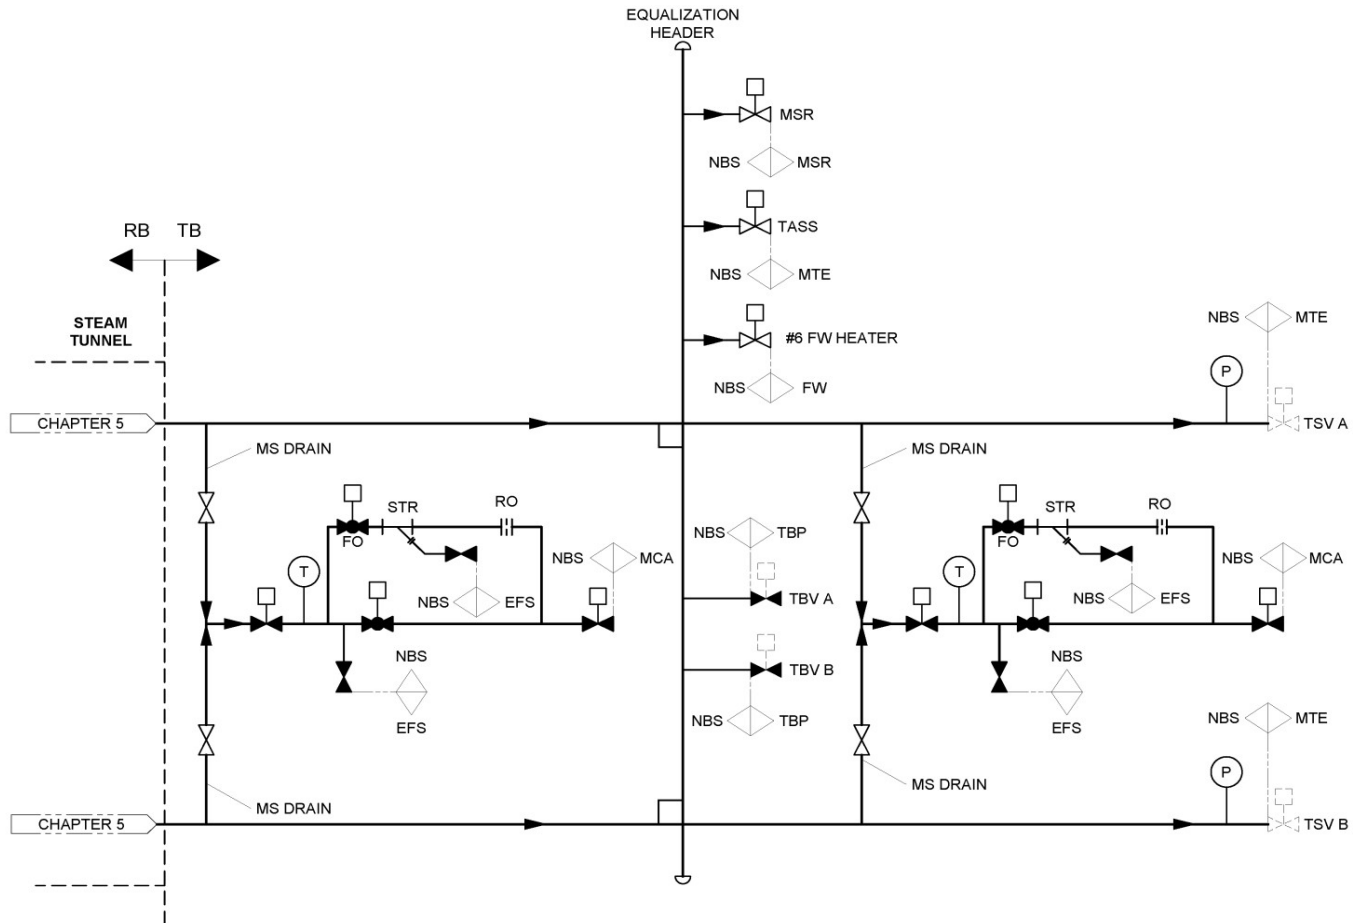 EQUALIZATION
HEADER
MSR
NBS MSR
TASS
NBS MTE
RB TB
STEAM
TUNNEL
#6 FW HEATER
NBS FW
NBS MTE
P
CHAPTER 5
TSV A
MS DRAIN
MS DRAIN
STR
RO
FO
NBS TBP
STR
RO
FO
NBS MCA
NBS MCA
T
T
NBS EFS
TBV A
NBS EFS
NBS
EFS
TBV B
NBS
EFS
NBS TBP
NBS MTE
P
MS DRAIN
MS DRAIN
CHAPTER 5
TSV B